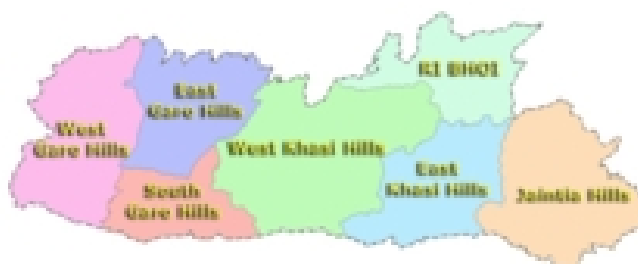 RI BHOI
East
Garo Hills
West
Garo Hills
West Khasi Hills
East
Khasi Hills
South
Garo Hills
Jaintia Hills